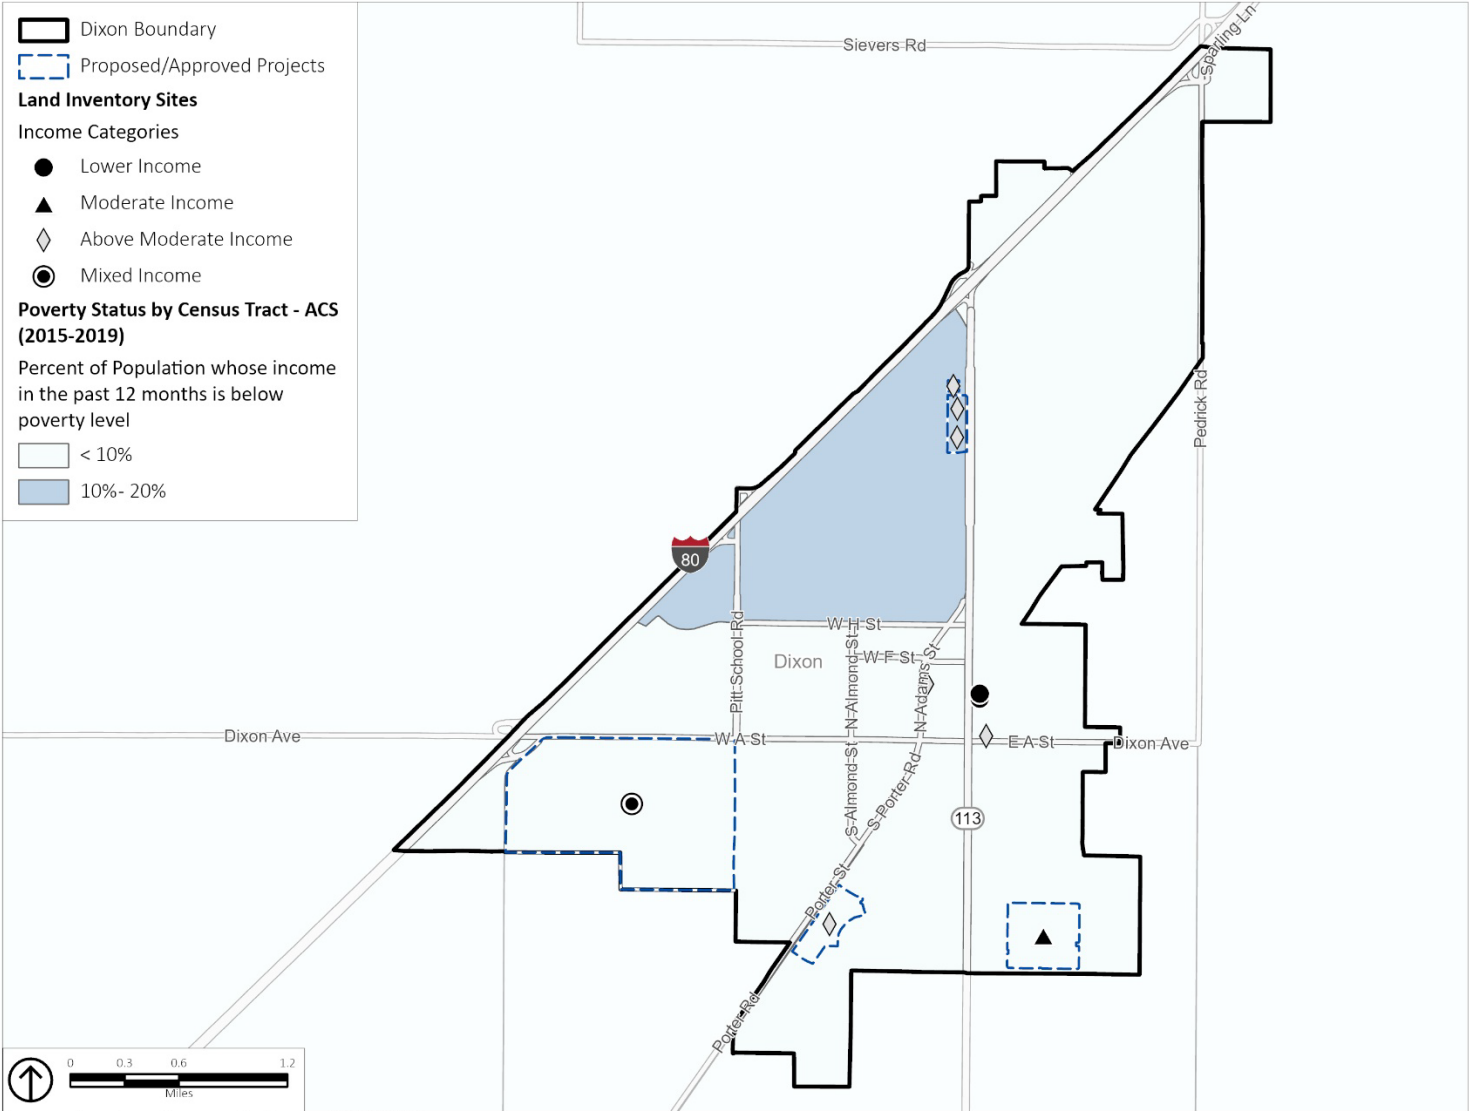 Dixon Boundary
Proposed/Approved Projects
Land Inventory Sites
Income Categories
Lower Income
Moderate Income
Above Moderate Income
Mixed Income
Poverty Status by Census Tract - ACS
(2015-2019)
Percent of Population whose income
in the past 12 months is below
poverty level
< 10%
10%- 20%
Sievers Rd
Sparling Ln
Pedrick Rd
80
W H St
Pitt School Rd
Dixon
N Almond St
W F St
N Adams St
Dixon Ave
W A St
E A St
Dixon Ave
S Almond St
S Porter Rd
113
Porter St
Porter Rd
0 0.3 0.6 1.2
Miles